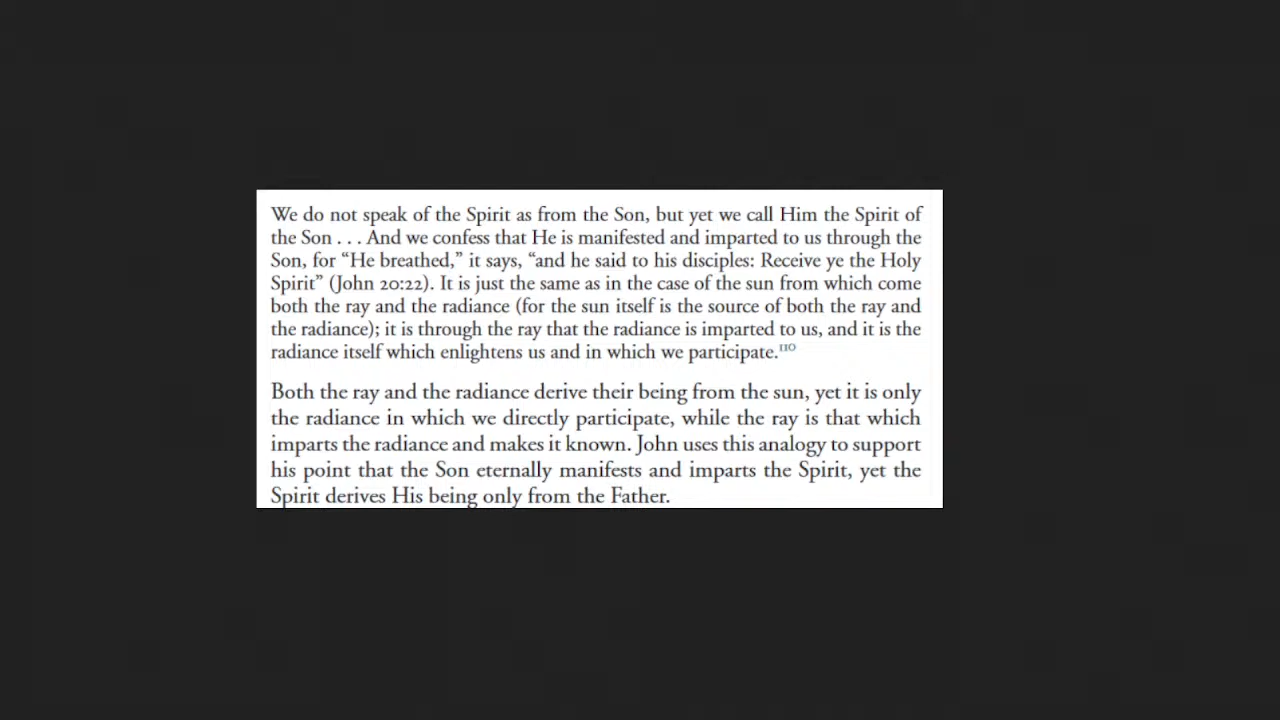 We do not speak of the Spirit as from the Son, but yet we call Him the Spirit of
the Son . . . And we confess that He is manifested and imparted to us through the
Son, for “He breathed,” it says, “and he said to his disciples: Receive ye the Holy
Spirit” (John 20:22). It is just the same as in the case of the sun from which come
both the ray and the radiance (for the sun itself is the source of both the ray and
the radiance); it is through the ray that the radiance is imparted to us, and it is the
radiance itself which enlightens us and in which we participate.110
Both the ray and the radiance derive their being from the sun, yet it is only
the radiance in which we directly participate, while the ray is that which
imparts the radiance and makes it known. John uses this analogy to support
his point that the Son eternally manifests and imparts the Spirit, yet the
Spirit derives His being only from the Father.